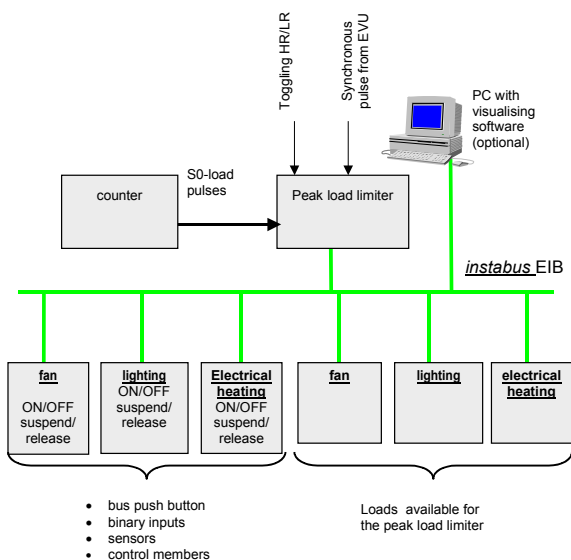 Toggling HR/LR
Synchronous
pulse from EVU
PC with
visualising
software
(optional)
counter
S0-load
pulses
Peak load limiter
instabus EIB
fan
ON/OFF
suspend/
release
lighting
ON/OFF
suspend/
release
Electrical
heating
ON/OFF
suspend/
release
fan
lighting
electrical
heating
• bus push button
• binary inputs
• sensors
• control members
Loads available for
the peak load limiter